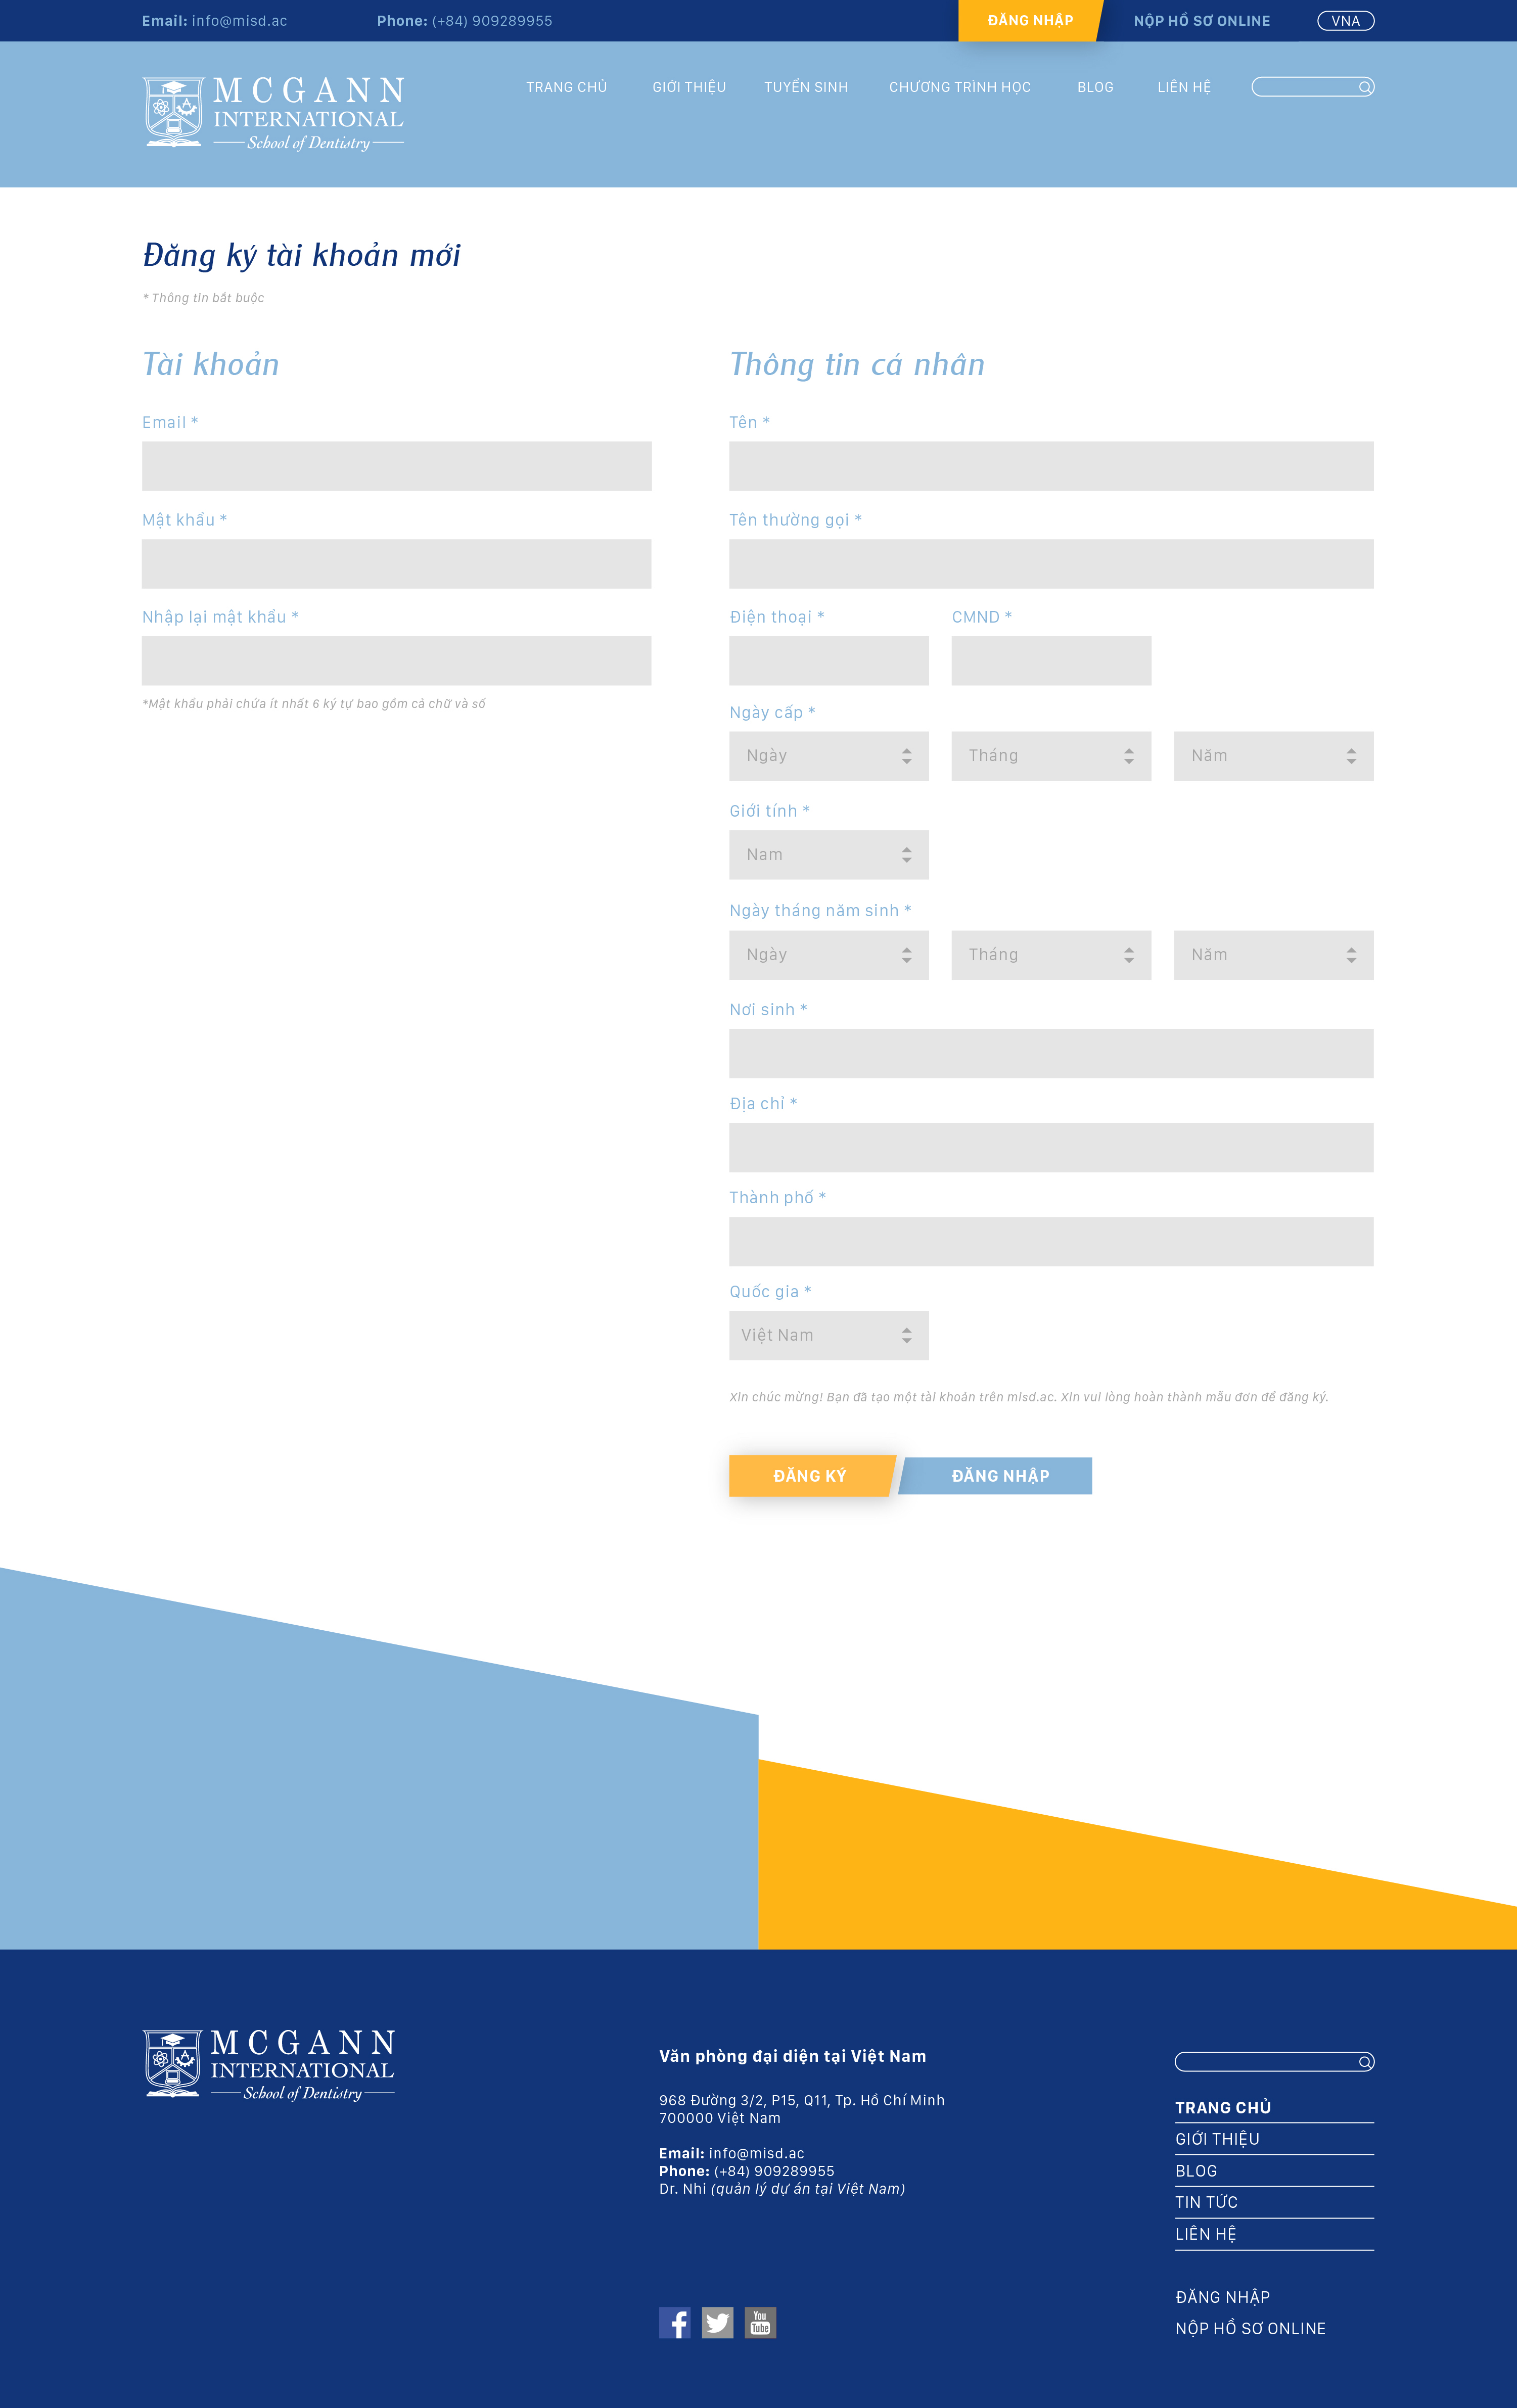 Email: info@misd.ac
Phone: (+84) 909289955
ĐĂNG NHẬP
NỘP HỒ SƠ ONLINE
VNA
MCGANN
INTERNATIONAL
School of Dentistry
TRANG CHỦ
GIỚI THIỆU
TUYỂN SINH
CHƯƠNG TRÌNH HỌC
BLOG
LIÊN HỆ
Đăng ký tài khoản mới
* Thông tin bắt buộc
Tài khoản
Email *
Mật khẩu *
Nhập lại mật khẩu *
*Mật khẩu phải chứa ít nhất 6 ký tự bao gồm cả chữ và số
Thông tin cá nhân
Tên *
Tên thường gọi *
Điện thoại *
CMND *
Ngày cấp *
Ngày
Tháng
Năm
Giới tính *
Nam
Ngày tháng năm sinh *
Ngày
Tháng
Năm
Nơi sinh *
Địa chỉ *
Thành phố *
Quốc gia *
Việt Nam
Xin chúc mừng! Bạn đã tạo một tài khoản trên misd.ac. Xin vui lòng hoàn thành mẫu đơn để đăng ký.
ĐĂNG KÝ
ĐĂNG NHẬP
MCGANN
INTERNATIONAL
School of Dentistry
Văn phòng đại diện tại Việt Nam
968 Đường 3/2, P15, Q11, Tp. Hồ Chí Minh
700000 Việt Nam
Email: info@misd.ac
Phone: (+84) 909289955
Dr. Nhi (quản lý dự án tại Việt Nam)
You
Tube
TRANG CHỦ
GIỚI THIỆU
BLOG
TIN TỨC
LIÊN HỆ
ĐĂNG NHẬP
NỘP HỒ SƠ ONLINE